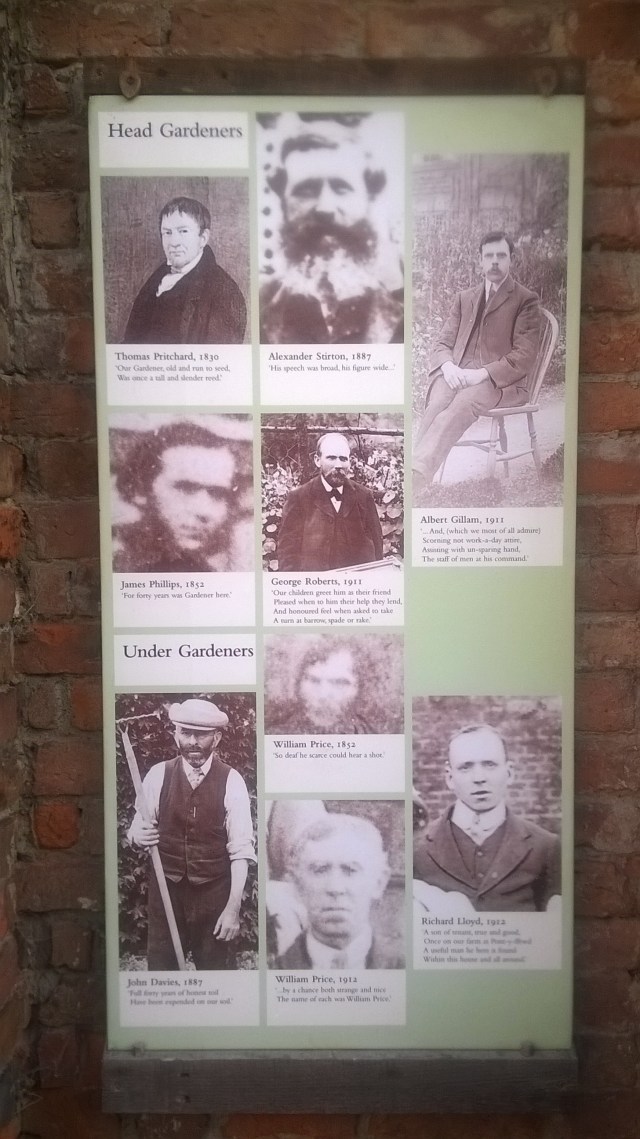 Head Gardeners
Thomas Pritchard, 1830
'Our Gardener, old and run to seed,
Was once a tall and slender reed.'
Alexander Stirton, 1887
'His speech was broad, his figure wide...'
Albert Gillam, 1911
'... And, (which we most of all admire)
Scorning not work-a-day attire,
Assisting with un-sparing hand,
The staff of men at his command.'
James Phillips, 1852
'For forty years was Gardener here.'
George Roberts, 1911
'Our children greet him as their friend
Pleased when to him their help they lend,
And honoured feel when asked to take
A turn at barrow, spade or rake.'
Under Gardeners
William Price, 1852
'So deaf he scarce could hear a shot.'
John Davies, 1887
'Full forty years of honest toil
Have been expended on our soil.'
William Price, 1912
'...by a chance both strange and nice
The name of each was William Price.'
Richard Lloyd, 1912
'A son of tenant, true and good,
Once on our farm at
A useful man he here is found
Within this house and all around.'